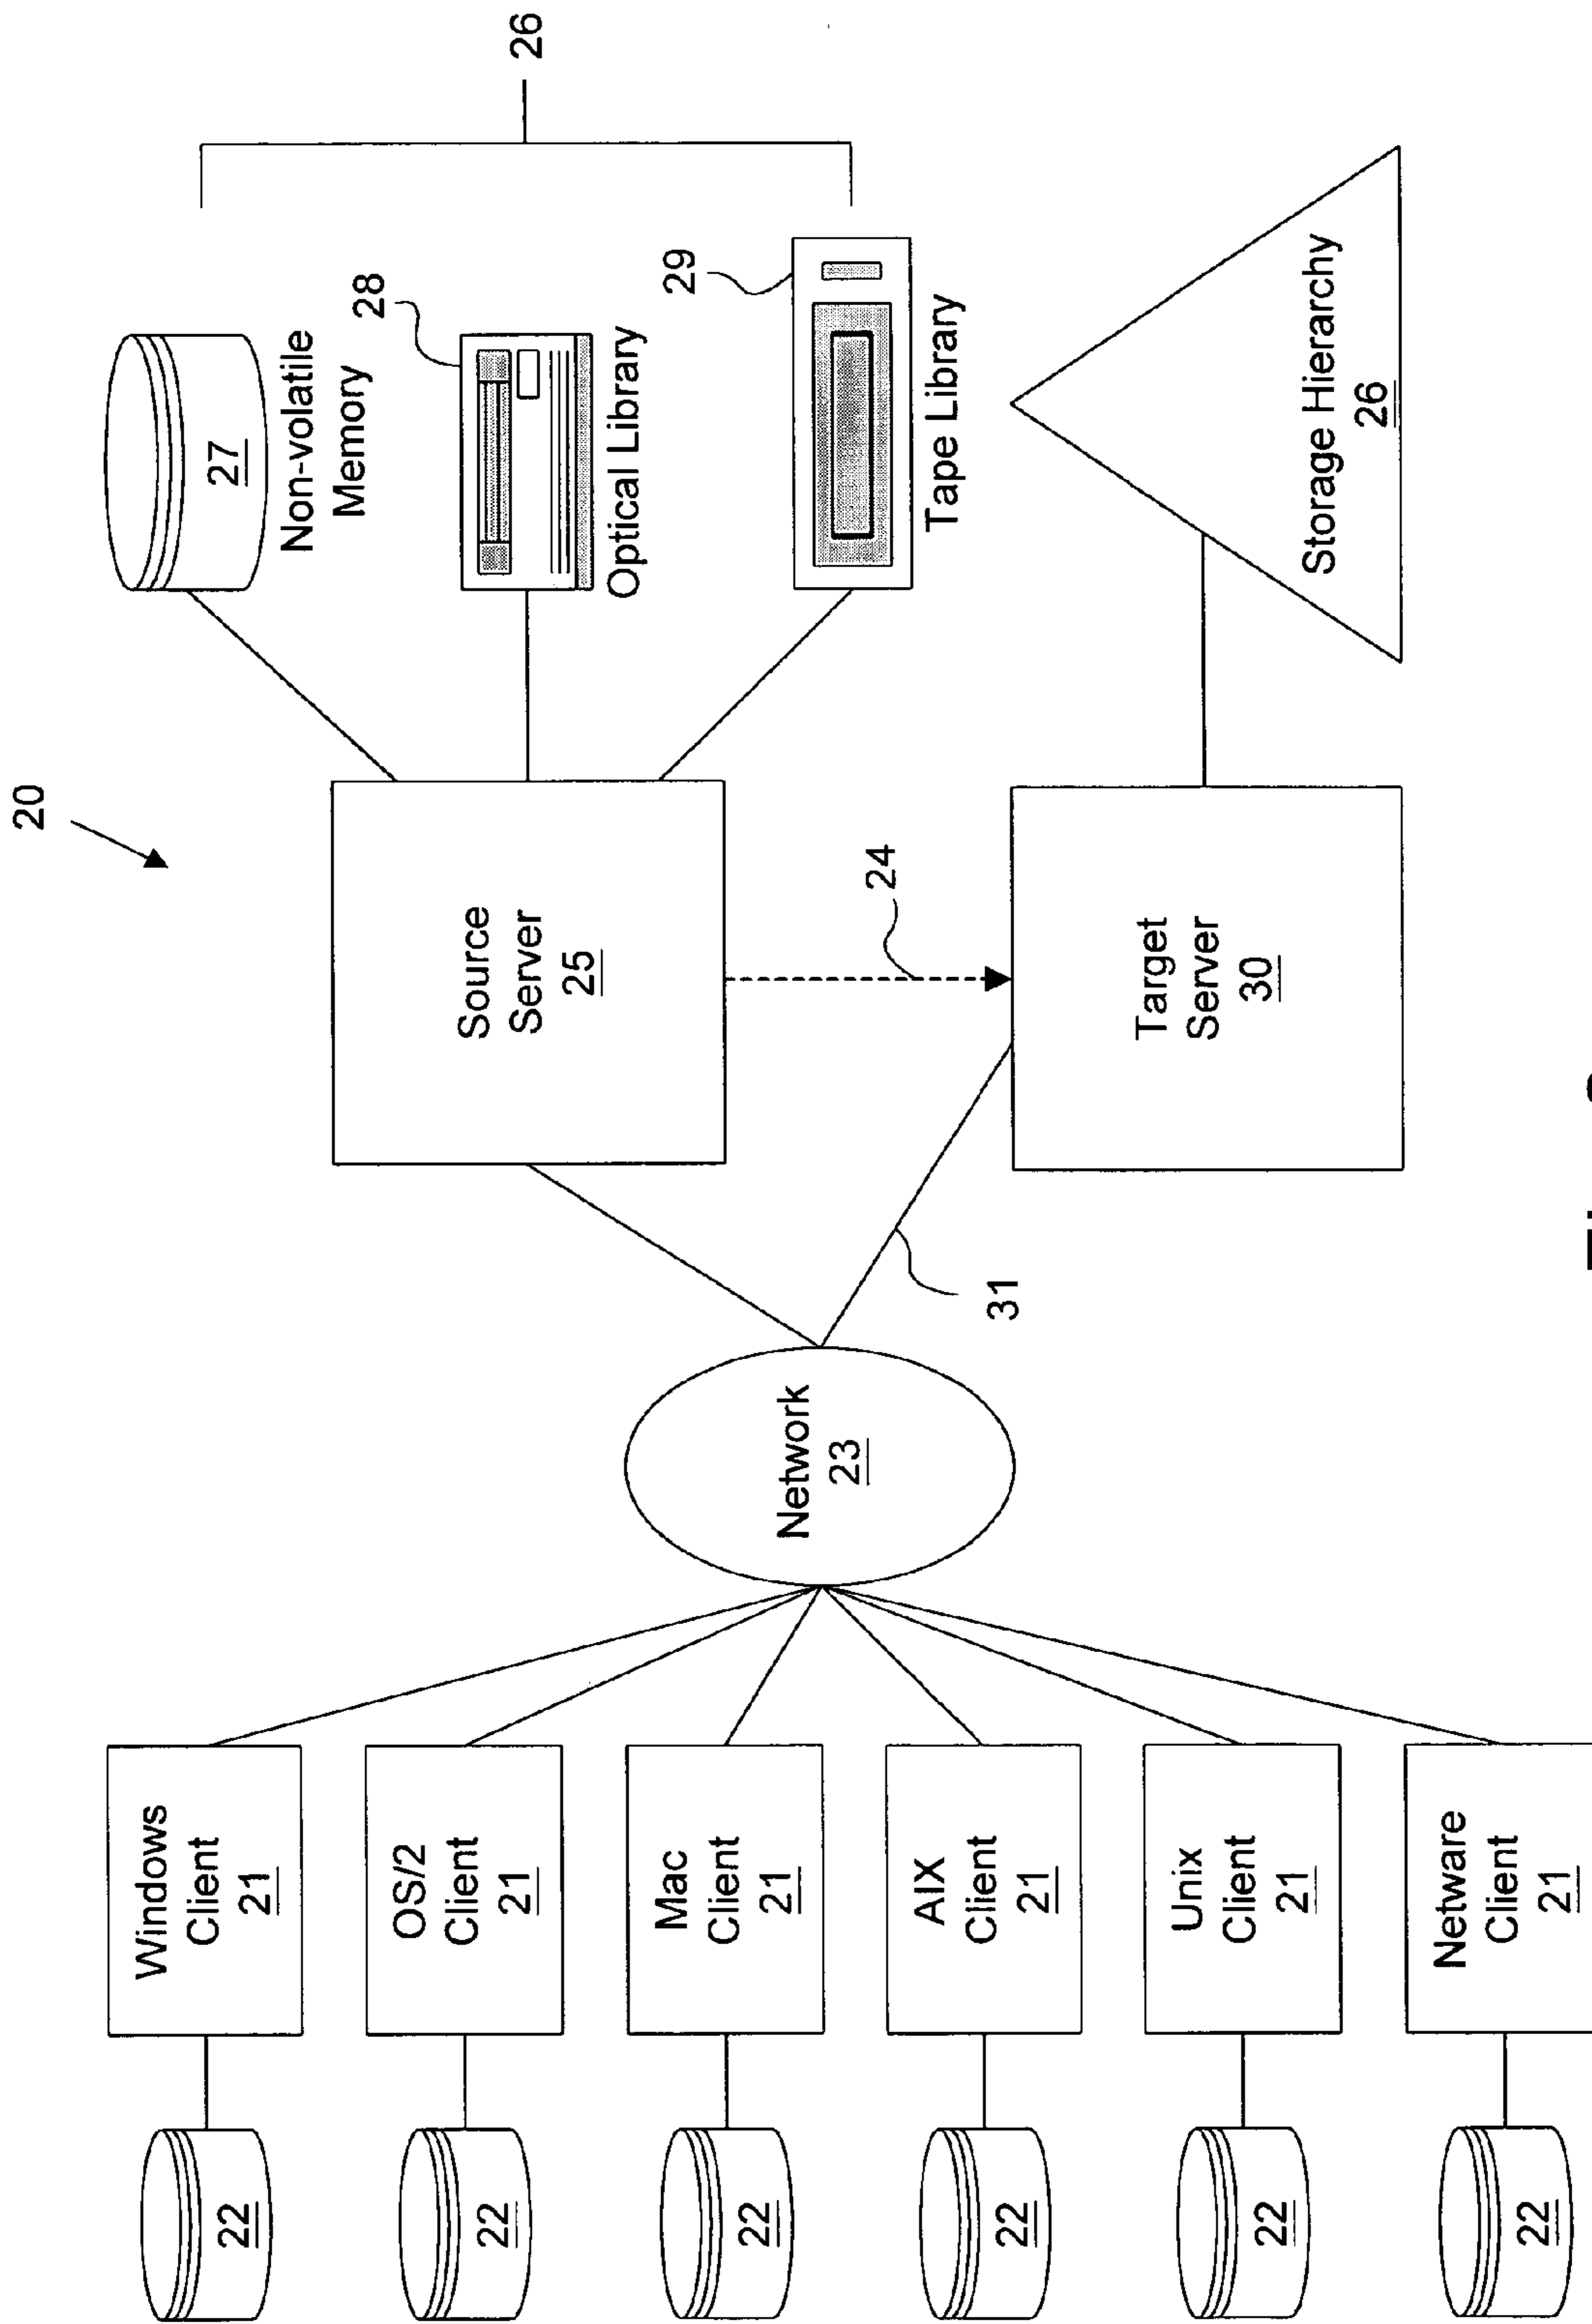 20
27
Non-volatile
Memory
28
Optical Library
29
Tape Library
26
Source
Server
25
24
Target
Server
30
Storage Hierarchy
26
31
Network
23
Windows
Client
21
OS/2
Client
21
Mac
Client
21
AIX
Client
21
Unix
Client
21
Netware
Client
21
22
22
22
22
22
22